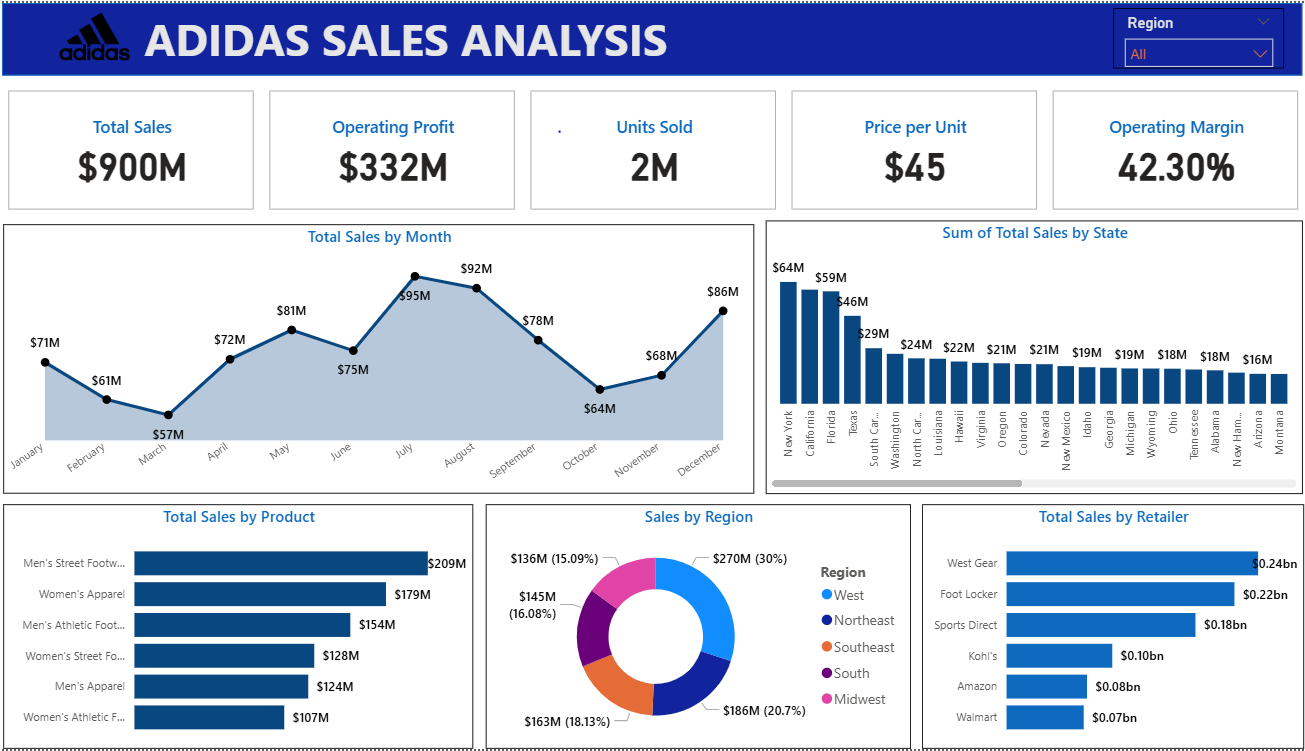 adidas
ADIDAS SALES ANALYSIS
Region
All
Total Sales
$900M
Operating Profit
$332M
.
Units Sold
2M
Price per Unit
$45
Operating Margin
42.30%
Total Sales by Month
$71M
$61M
$57M
$72M
$81M
$75M
$95M
$92M
$78M
$64M
$68M
$86M
January
February
March
April
May
June
July
August
September
October
November
December
Sum of Total Sales by State
$64M
$59M
$46M
$29M
$24M
$22M
$21M
$21M
$19M
$19M
$18M
$18M
$16M
New York
California
Florida
Texas
South Car...
Washington
North Car...
Louisiana
Hawaii
Virginia
Oregon
Colorado
Nevada
New Mexico
Idaho
Georgia
Michigan
Wyoming
Ohio
Tennessee
Alabama
New Ham...
Arizona
Montana
Total Sales by Product
Men's Street Footw... $209M
Women's Apparel $179M
Men's Athletic Foot... $154M
Women's Street Fo... $128M
Men's Apparel $124M
Women's Athletic F... $107M
Sales by Region
$136M (15.09%)
$270M (30%)
$145M
(16.08%)
$163M (18.13%)
$186M (20.7%)
Region
West
Northeast
Southeast
South
Midwest
Total Sales by Retailer
West Gear $0.24bn
Foot Locker $0.22bn
Sports Direct $0.18bn
Kohl's $0.10bn
Amazon $0.08bn
Walmart $0.07bn